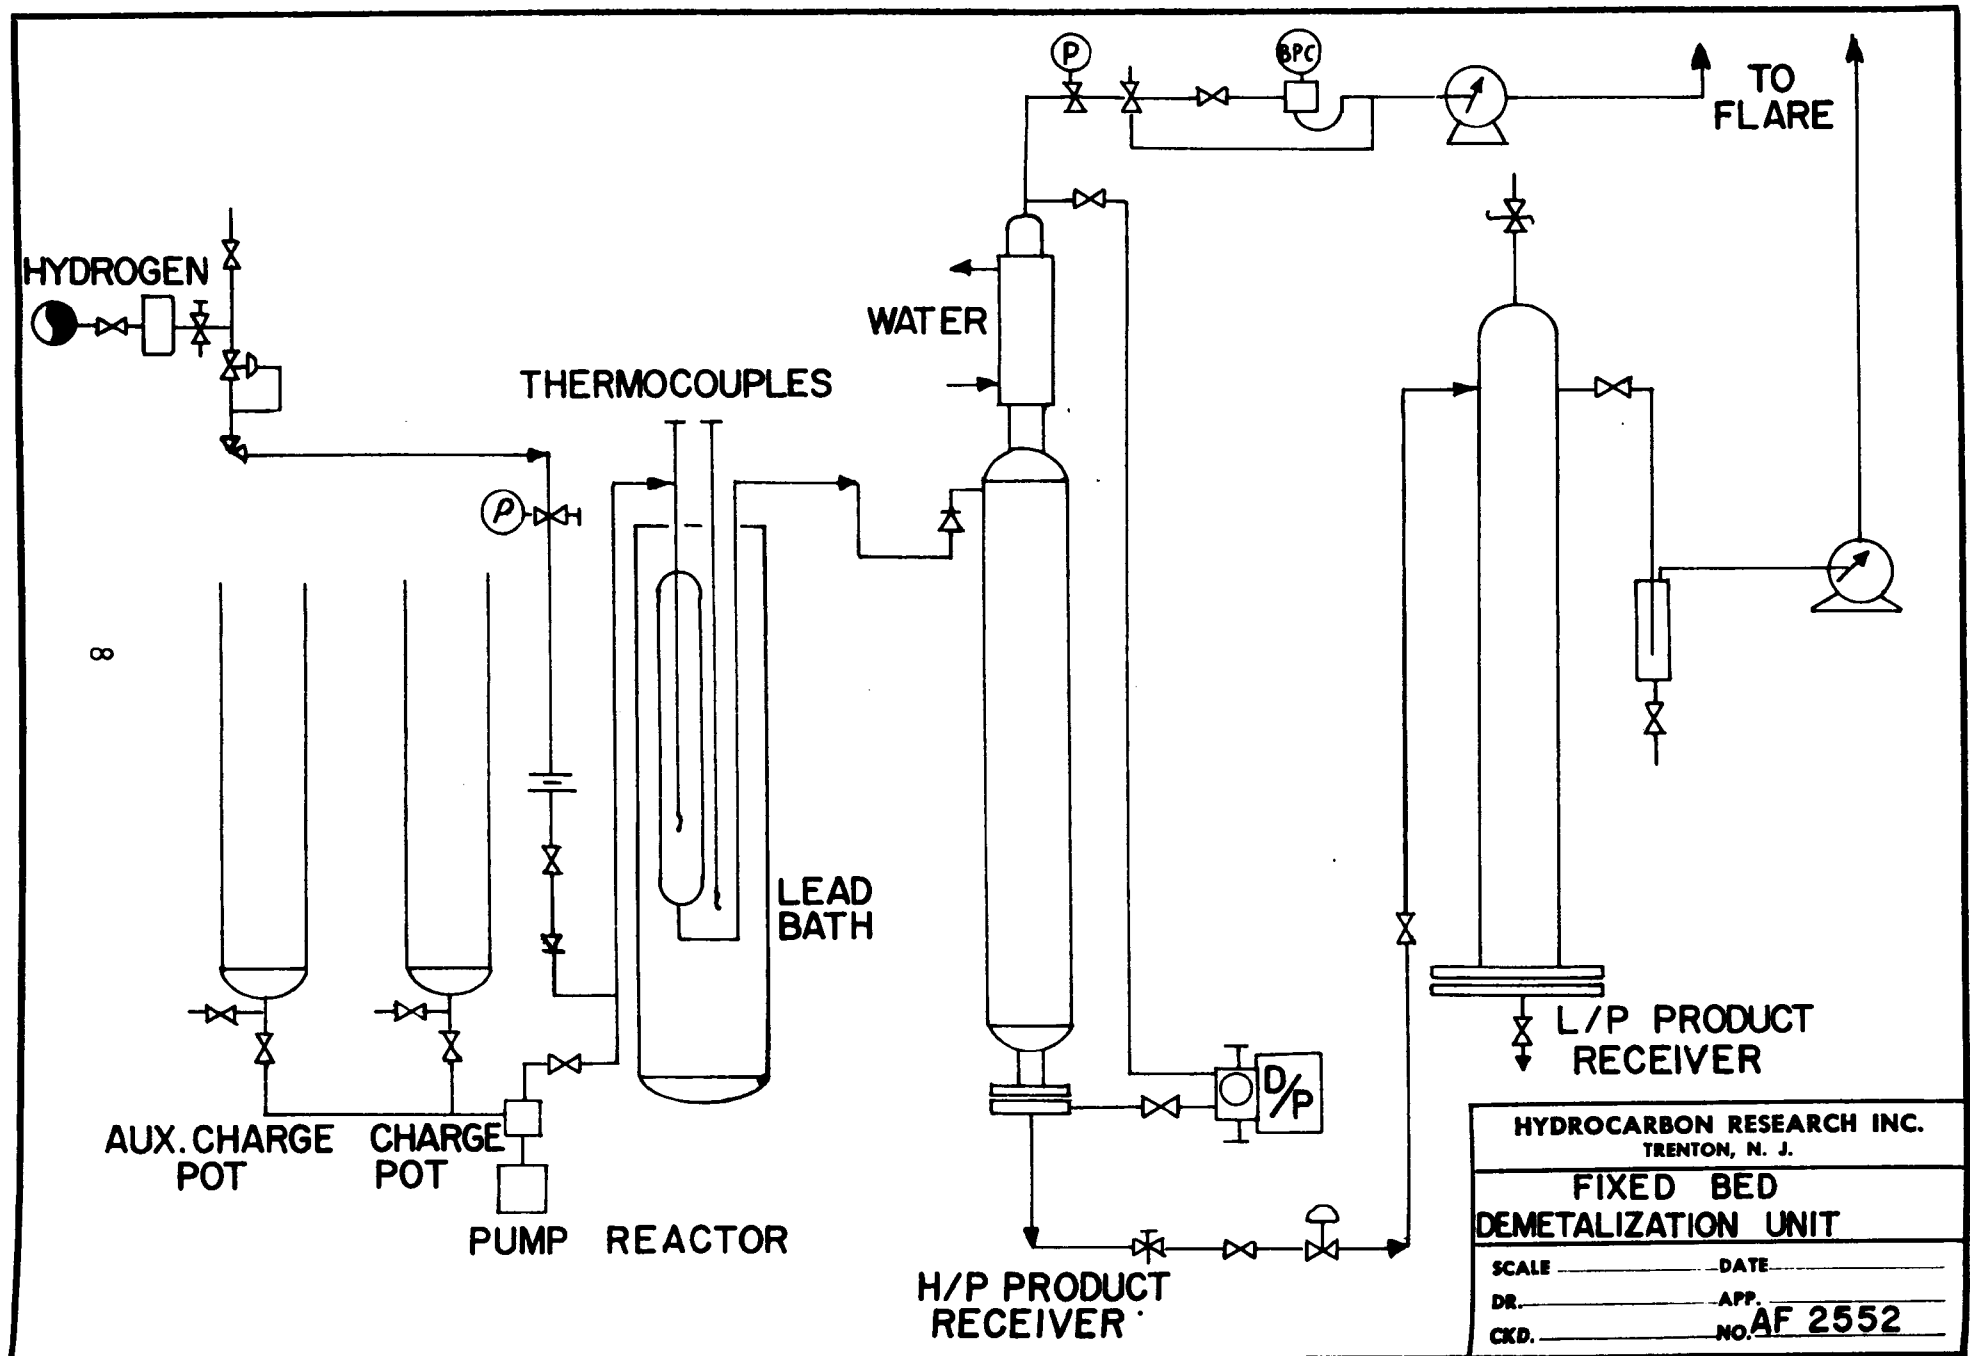 P
BPC
TO
FLARE
HYDROGEN
WATER
THERMOCOUPLES
P
8
LEAD
BATH
L/P PRODUCT
RECEIVER
D/P
AUX. CHARGE
POT
CHARGE
POT
PUMP
REACTOR
H/P PRODUCT
RECEIVER
HYDROCARBON RESEARCH INC.
TRENTON, N. J.
FIXED BED
DEMETALIZATION UNIT
SCALE DATE
DR. APP.
CKD. NO. AF 2552